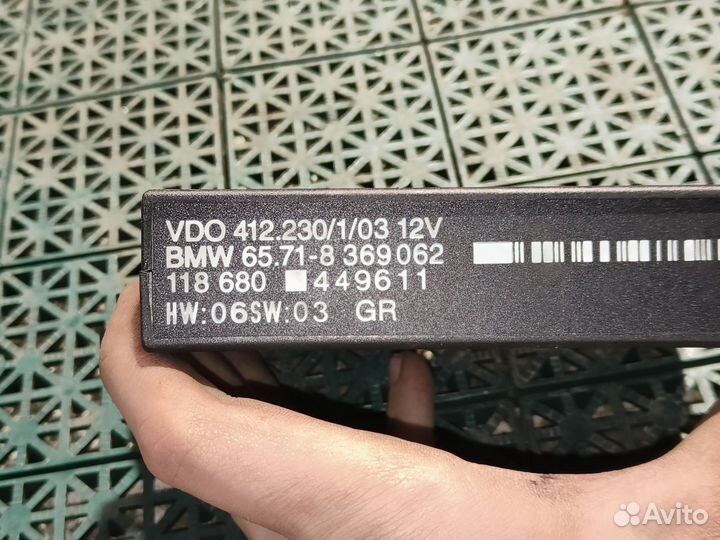 VDO 412.230/1/03 12V
BMW 65.71-8 369 062
118 680 449611
HW:06SW:03 GR
Avito